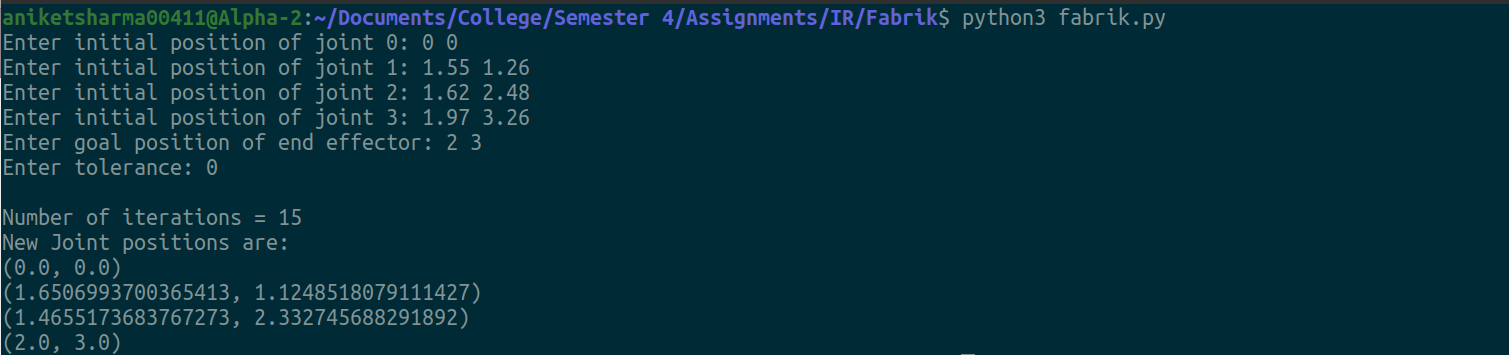 aniketsharma00411@Alpha-2:~/Documents/College/Semester 4/Assignments/IR/Fabrik$ python3 fabrik.py
Enter initial position of joint 0: 0 0
Enter initial position of joint 1: 1.55 1.26
Enter initial position of joint 2: 1.62 2.48
Enter initial position of joint 3: 1.97 3.26
Enter goal position of end effector: 2 3
Enter tolerance: 0
Number of iterations = 15
New Joint positions are:
(0.0, 0.0)
(1.6506993700365413, 1.1248518079111427)
(1.4655173683767273, 2.332745688291892)
(2.0, 3.0)